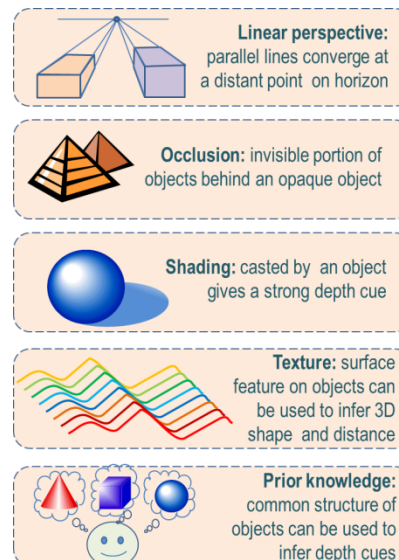 Linear perspective:
parallel lines converge at
a distant point on horizon
Occlusion: invisible portion of
objects behind an opaque object
Shading: casted by an object
gives a strong depth cue
Texture: surface
feature on objects can
be used to infer 3D
shape and distance
Prior knowledge:
common structure of
objects can be used to
infer depth cues